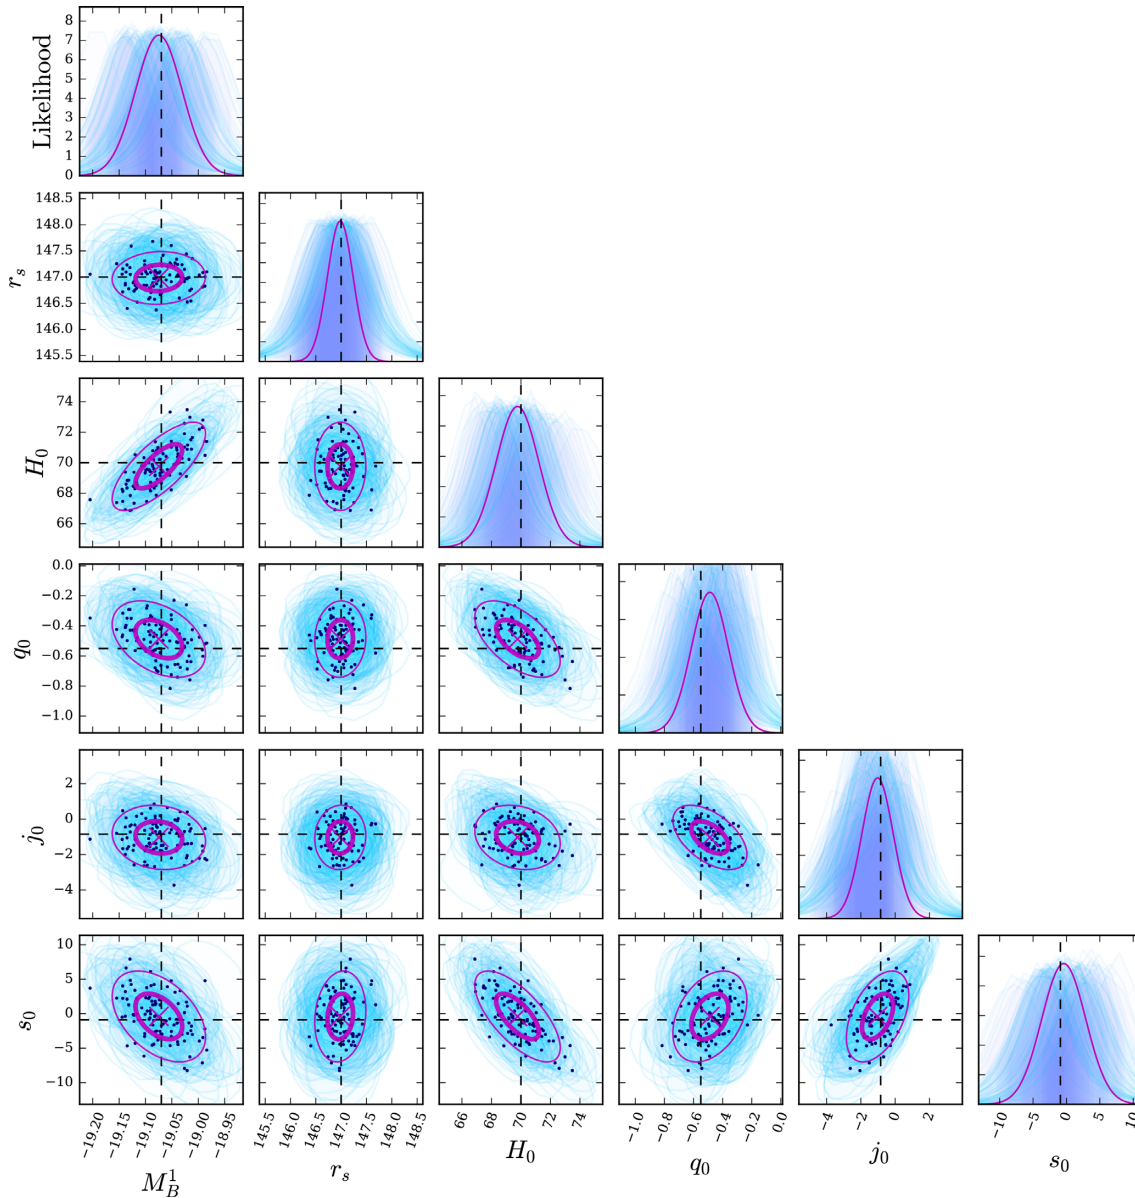 8
7
6
5
4
3
2
1
0
Likelihood
148.5
148.0
147.5
147.0
146.5
146.0
145.5
r_s
74
72
70
68
66
H_0
0.0
−0.2
−0.4
−0.6
−0.8
−1.0
q_0
2
0
−2
−4
j_0
10
5
0
−5
−10
s_0
−19.20 −19.15 −19.10 −19.05 −19.00 −18.95
145.5 146.0 146.5 147.0 147.5 148.0 148.5
66 68 70 72 74
−1.0 −0.8 −0.6 −0.4 −0.2 0.0
−4 −2 0 2
−10 −5 0 5 10
M_B^1 r_s H_0 q_0 j_0 s_0